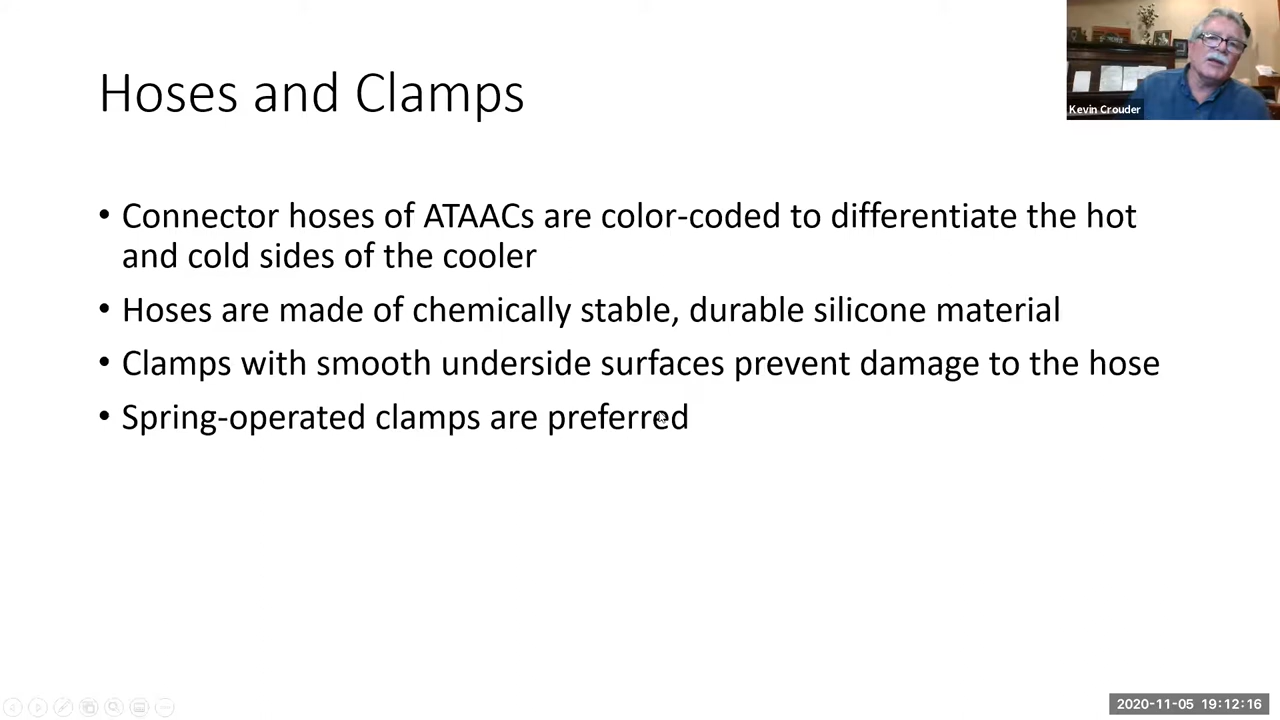 Hoses and Clamps
Kevin Crouder
• Connector hoses of ATAACs are color-coded to differentiate the hot
and cold sides of the cooler
• Hoses are made of chemically stable, durable silicone material
• Clamps with smooth underside surfaces prevent damage to the hose
• Spring-operated clamps are preferred
2020-11-05 19:12:16